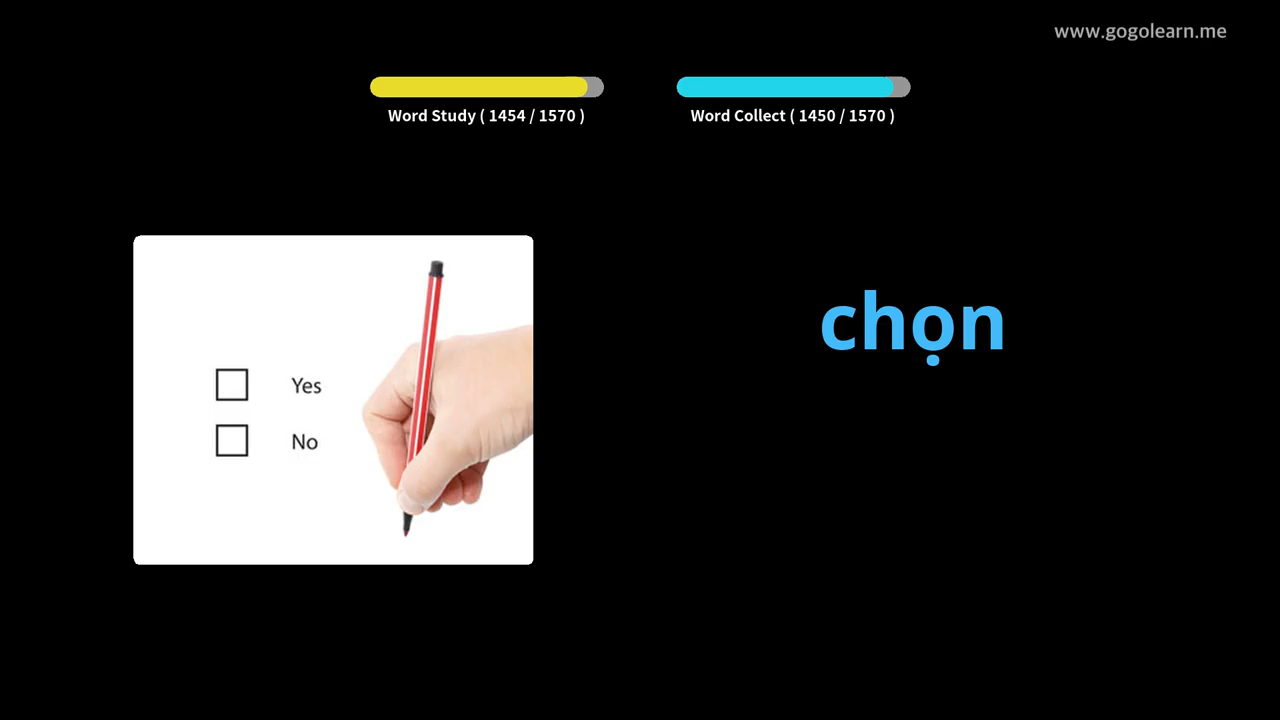 www.gogolearn.me
Word Study ( 1454 / 1570 )
Word Collect ( 1450 / 1570 )
chọn
Yes
No